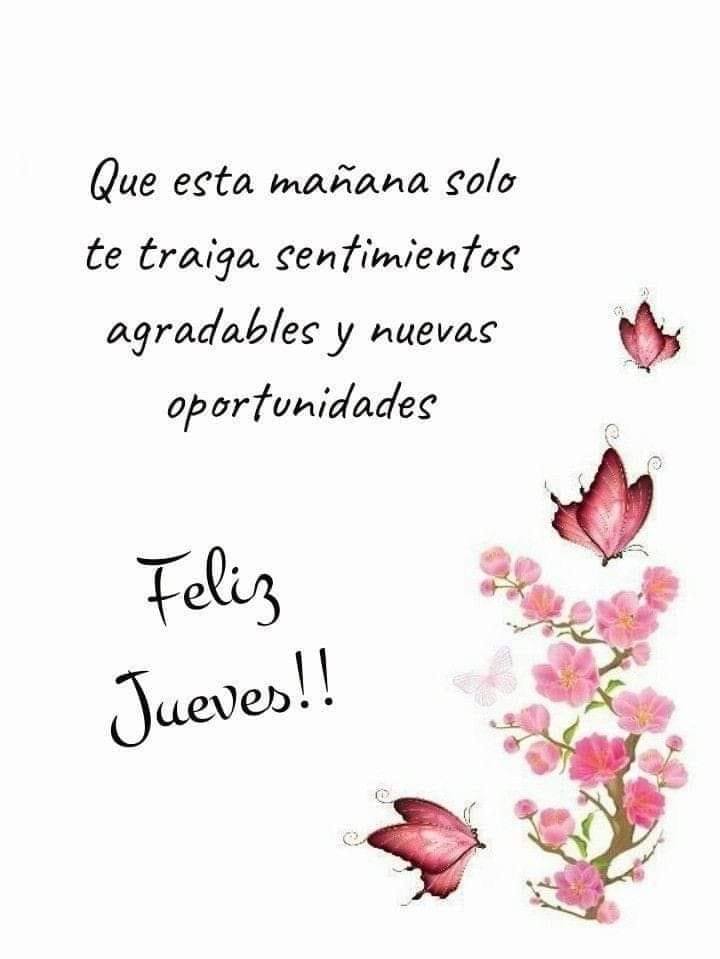 Que esta mañana solo
te traiga sentimientos
agradables y nuevas
oportunidades
Feliz
Jueves!!